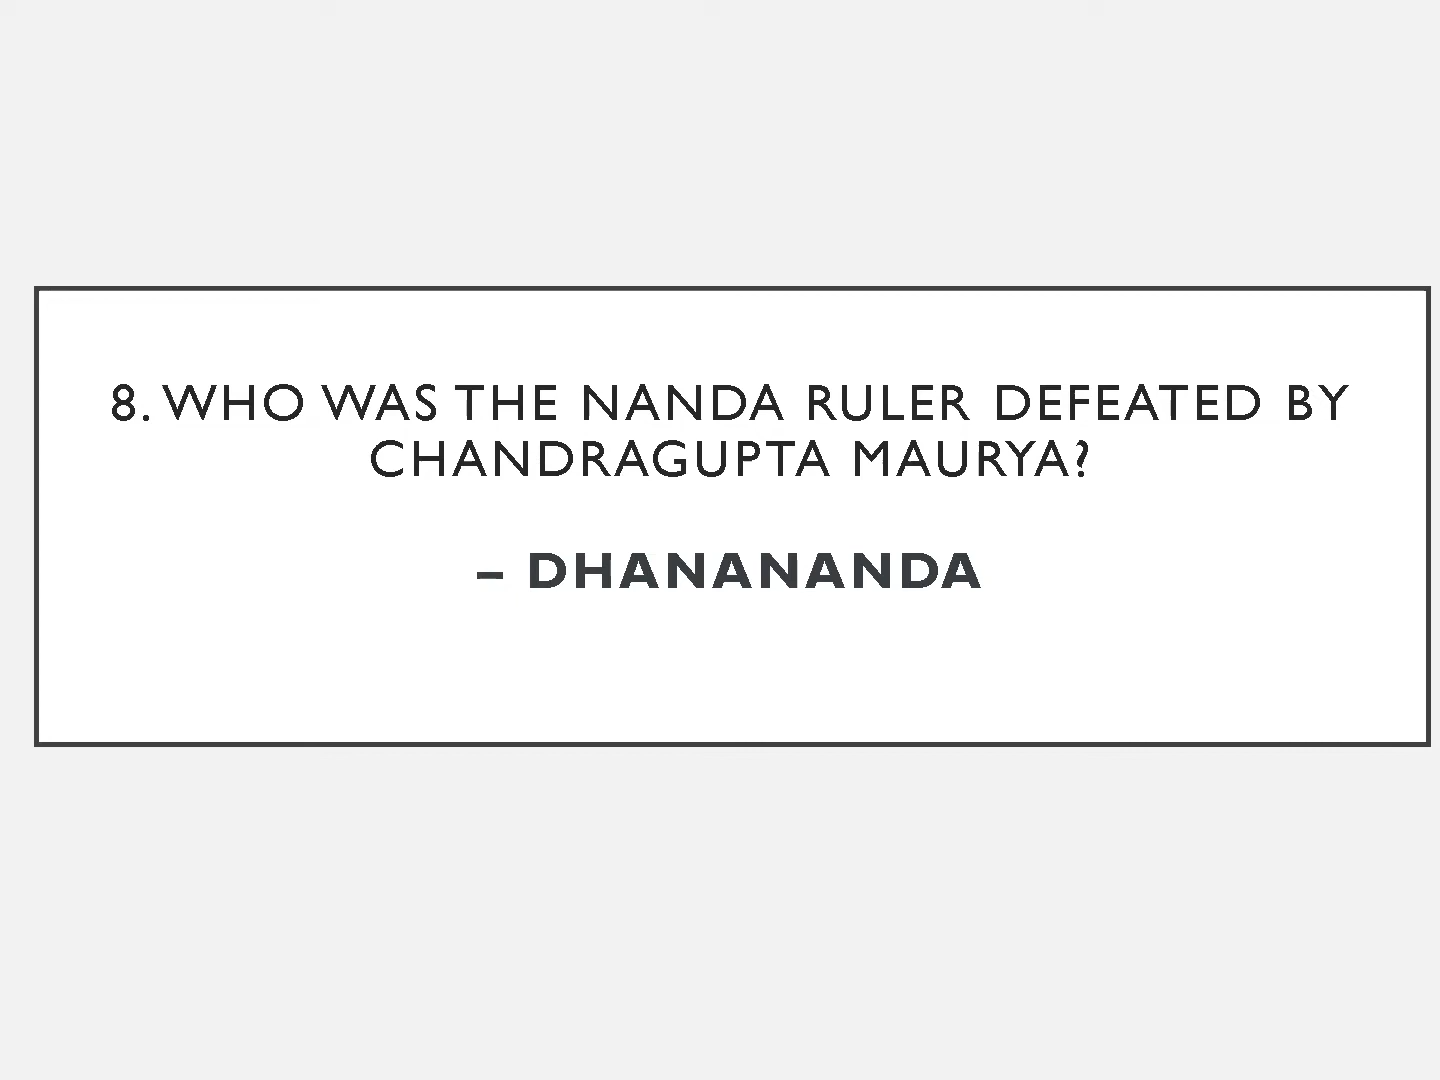 8. WHO WAS THE NANDA RULER DEFEATED BY
CHANDRAGUPTA MAURYA?
– DHANANANDA